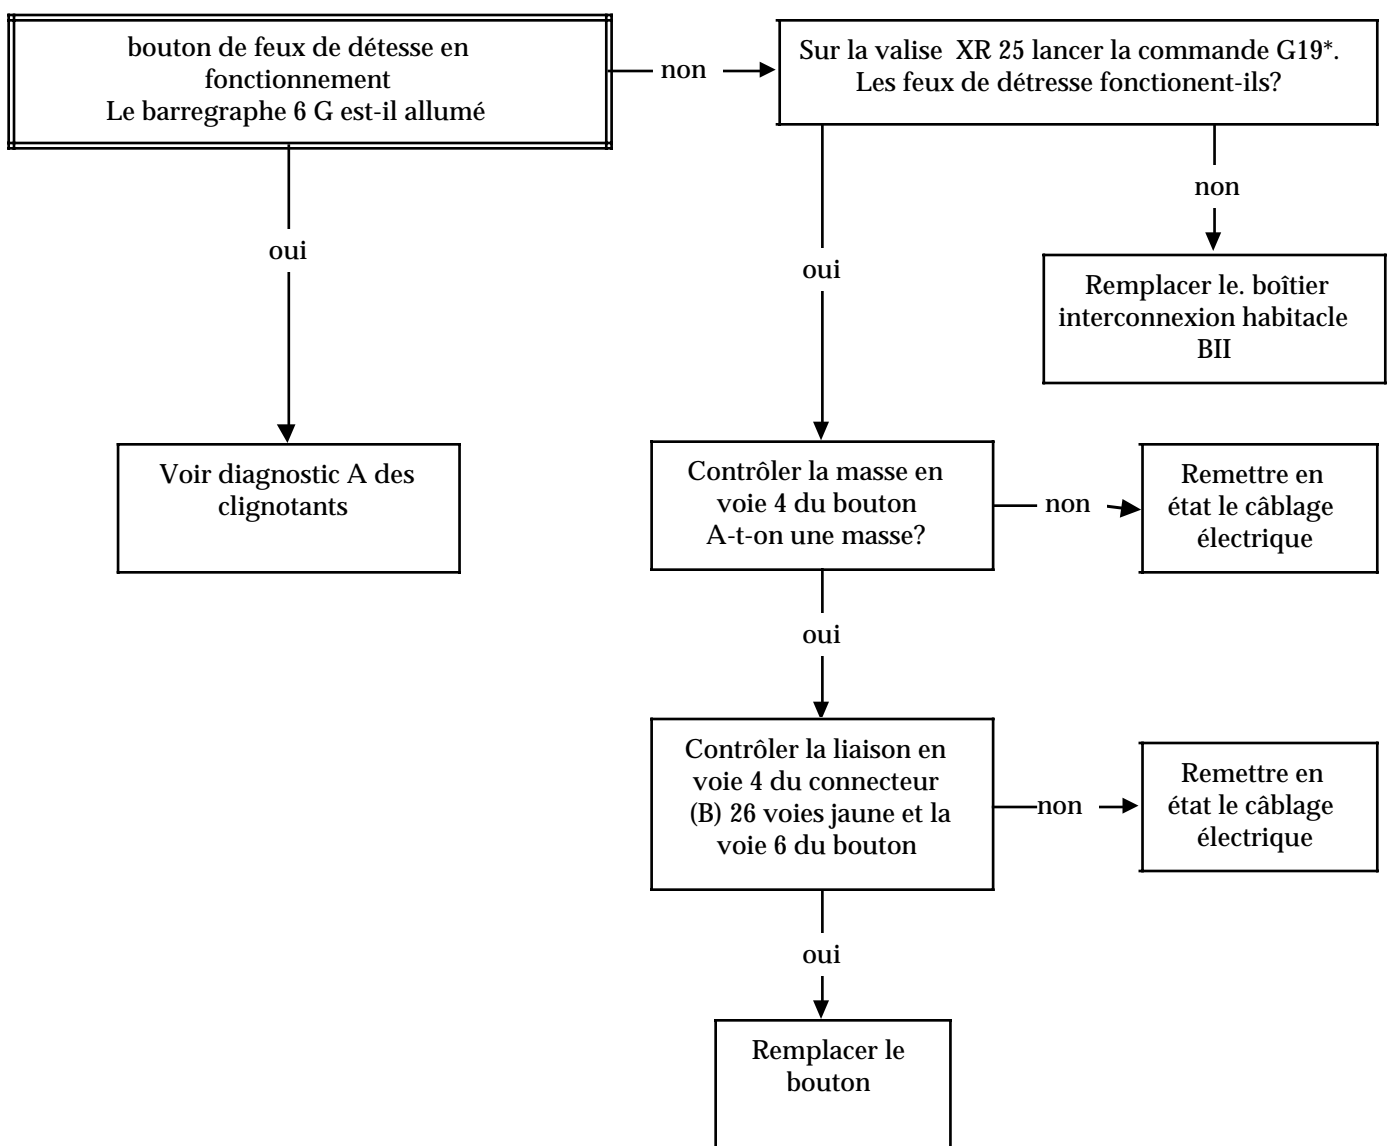 bouton de feux de détesse en
fonctionnement
Le barregraphe 6 G est-il allumé
non
Sur la valise XR 25 lancer la commande G19*.
Les feux de détresse fonctionent-ils?
oui
oui
non
Remplacer le. boîtier
interconnexion habitacle
BII
Voir diagnostic A des
clignotants
Contrôler la masse en
voie 4 du bouton
A-t-on une masse?
non
Remettre en
état le câblage
électrique
oui
Contrôler la liaison en
voie 4 du connecteur
(B) 26 voies jaune et la
voie 6 du bouton
non
Remettre en
état le câblage
électrique
oui
Remplacer le
bouton